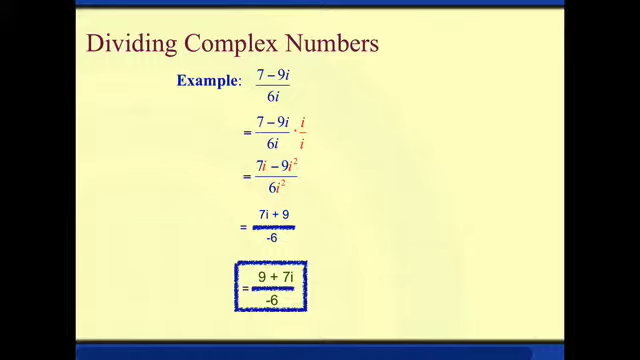 Dividing Complex Numbers
Example: (7 – 9i)/(6i)
= (7 – 9i)/(6i) · i/i
= (7i – 9i²)/(6i²)
= (7i + 9)/(-6)
= (9 + 7i)/(-6)